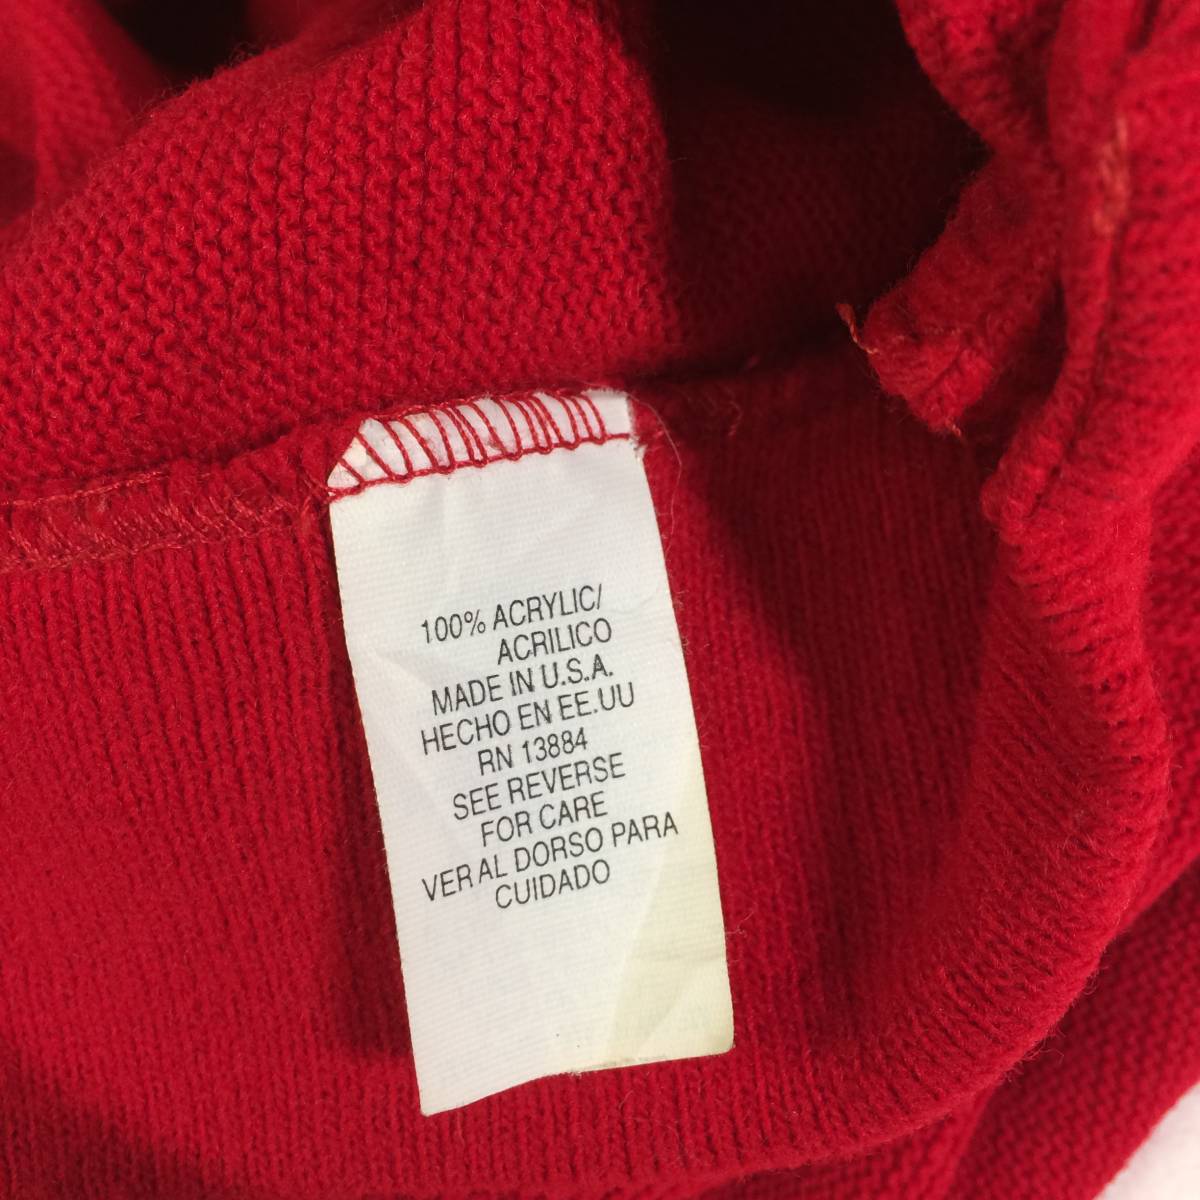 100% ACRYLIC/
ACRILICO
MADE IN U.S.A.
HECHO EN EE.UU
RN 13884
SEE REVERSE
FOR CARE
VER AL DORSO PARA
CUIDADO